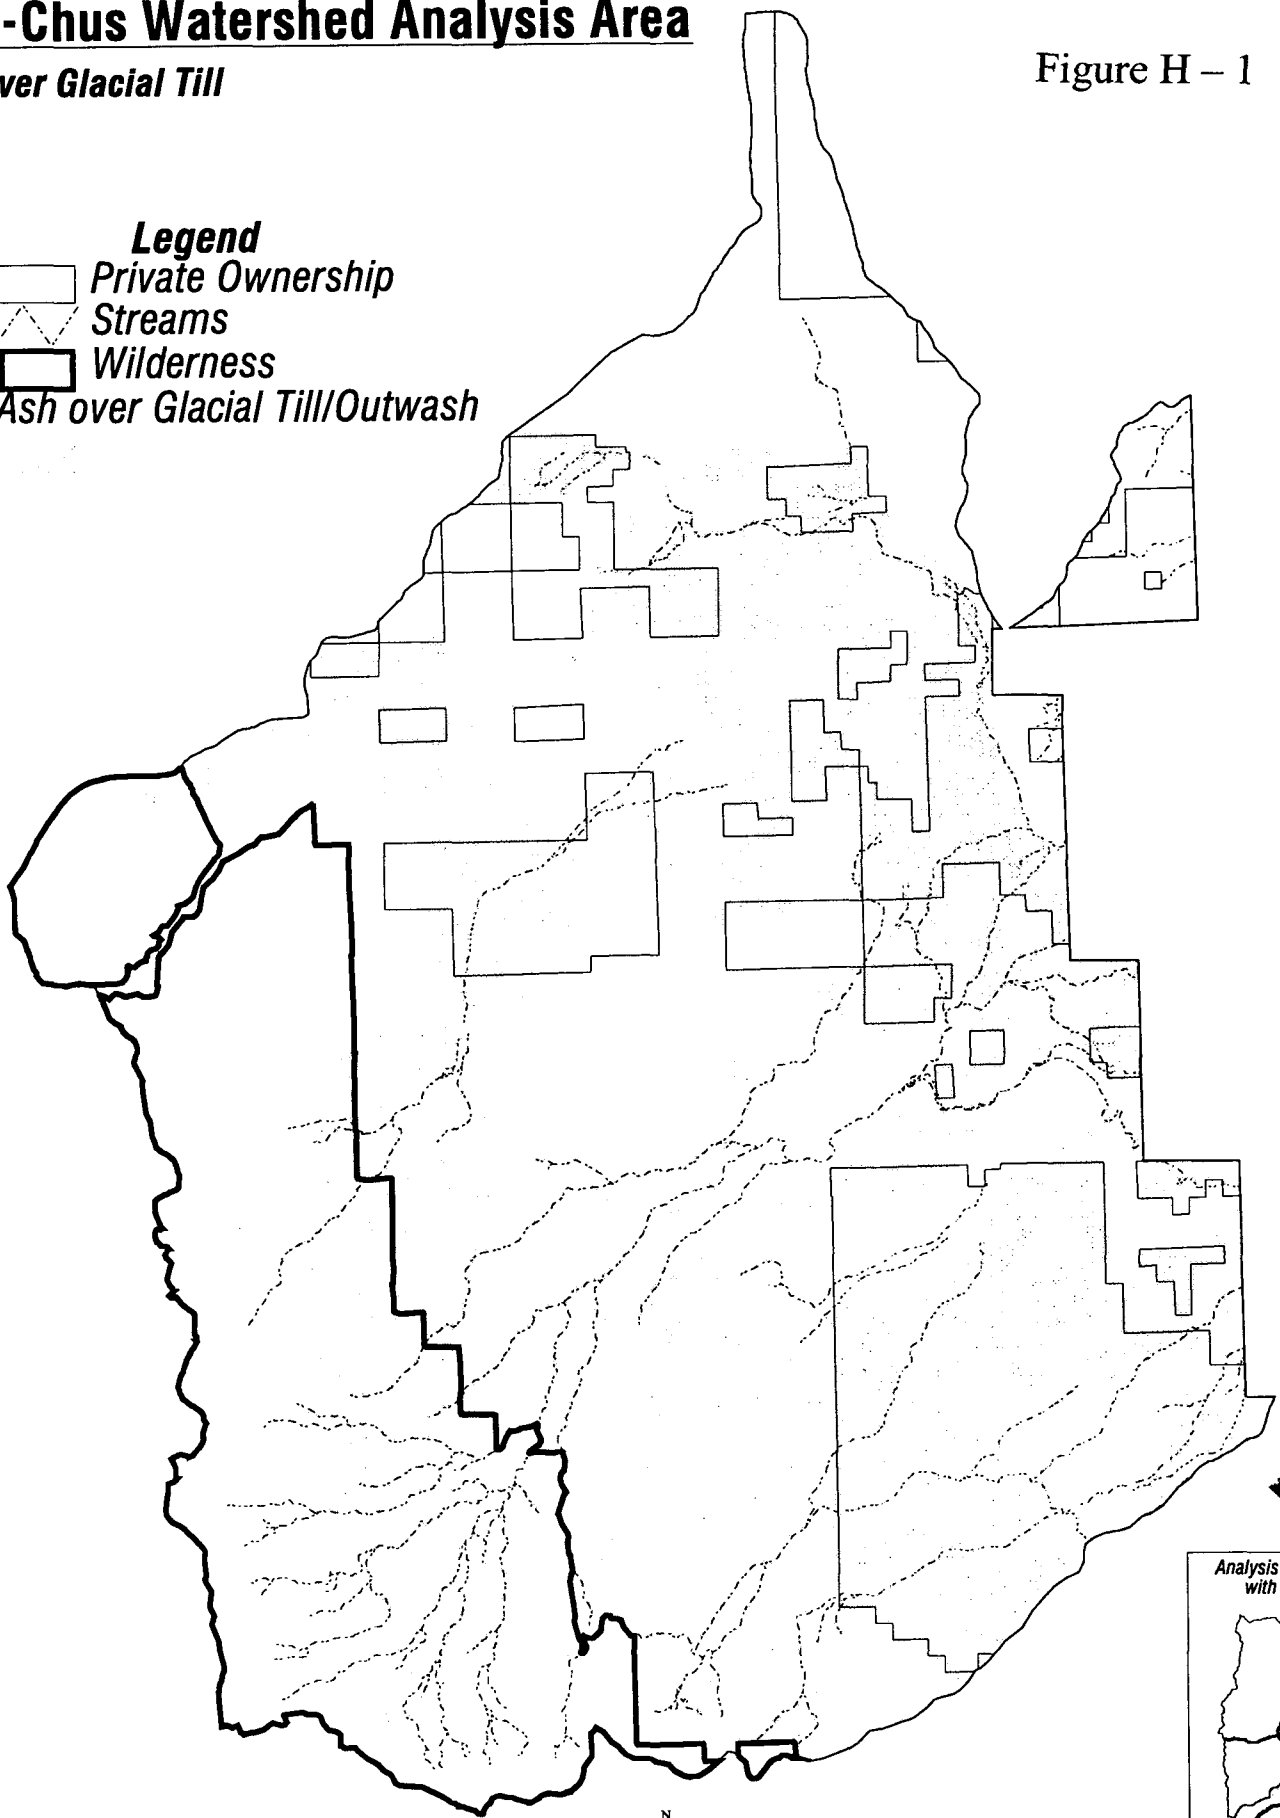 -Chus Watershed Analysis Area
ver Glacial Till
Figure H – 1
Legend
Private Ownership
Streams
Wilderness
Ash over Glacial Till/Outwash
Analysis
with
N